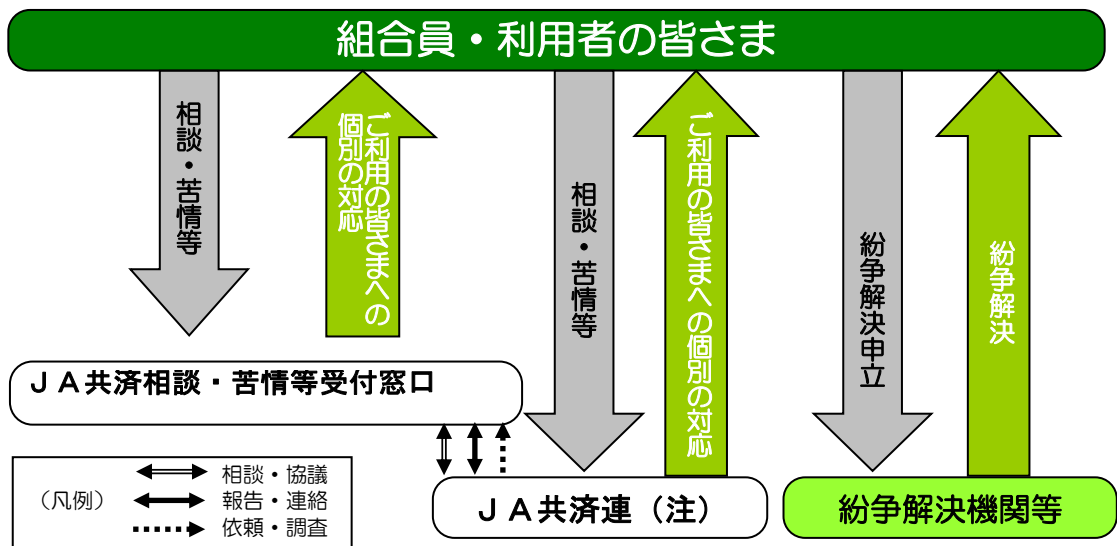 組合員・利用者の皆さま
相談・苦情等
ご利用の皆さまへの
個別の対応
相談・苦情等
ご利用の皆さまへ の個別の対応
紛争解決申立
紛争解決
ＪＡ共済相談・苦情等受付窓口
（凡例）
相談・協議
報告・連絡
依頼・調査
ＪＡ共済連（注）
紛争解決機関等